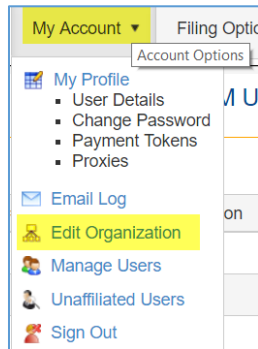 My Account ▼ Filing Optio
Account Options
My Profile
M U
▪ User Details
▪ Change Password
▪ Payment Tokens
▪ Proxies
Email Log
on
Edit Organization
Manage Users
Unaffiliated Users
Sign Out